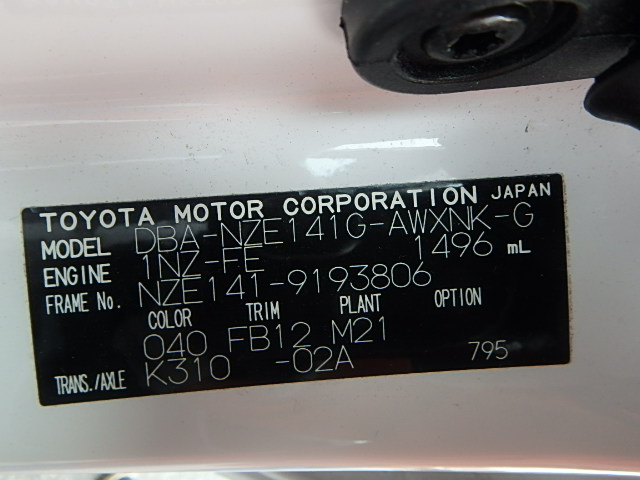 TOYOTA MOTOR CORPORATION JAPAN
MODEL DBA-NZE141G-AWXNK-G
ENGINE 1NZ-FE 1496 mL
FRAME No. NZE141-9193806
COLOR TRIM PLANT OPTION
040 FB12 M21
TRANS./AXLE K310 -02A 795